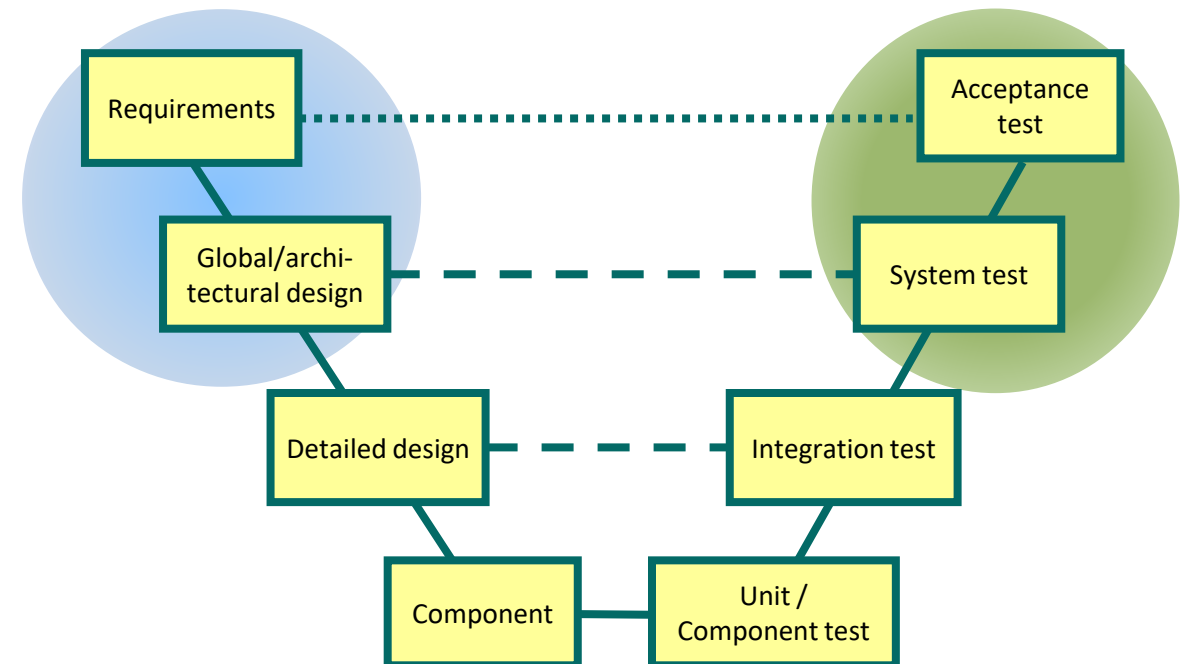 Requirements
Acceptance
test
Global/archi-
tectural design
System test
Detailed design
Integration test
Component
Unit /
Component test